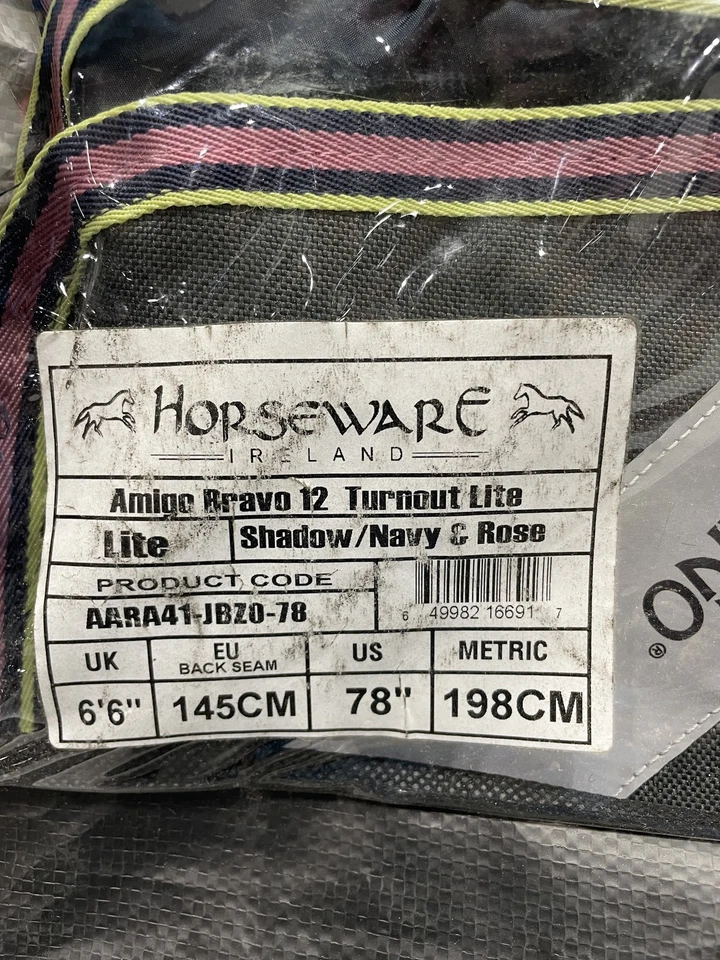 HORSEWARE
IRELAND
Amigo Bravo 12 Turnout Lite
Lite Shadow/Navy & Rose
PRODUCT CODE
AARA41-JBZ0-78
6 49982 16691 7
UK EU BACK SEAM US METRIC
6'6" 145CM 78" 198CM
®